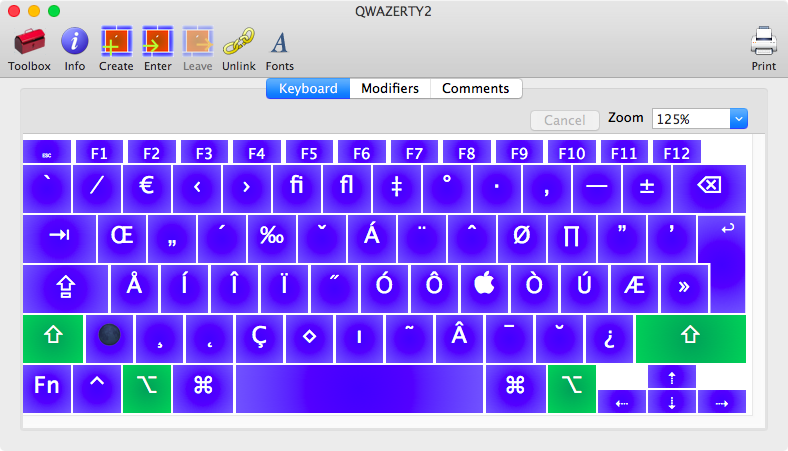 QWAZERTY2
Toolbox Info Create Enter Leave Unlink Fonts Print
Keyboard Modifiers Comments
Cancel Zoom 125%
esc F1 F2 F3 F4 F5 F6 F7 F8 F9 F10 F11 F12
` ⁄ € ‹ › ﬁ ﬂ ‡ ° · ‚ — ± ⌫
⇥ Œ „ ´ ‰ ˇ Á ¨ ˆ Ø ∏ ” ’ ↩
⇪ Å Í Î Ï ˝ Ó Ô  Ò Ú Æ »
⇧ ¸ ˛ Ç ◊ ı ˜ Â ¯ ˘ ¿ ⇧
Fn ^ ⌥ ⌘ ⌘ ⌥ ⇠ ⇡ ⇣ ⇢